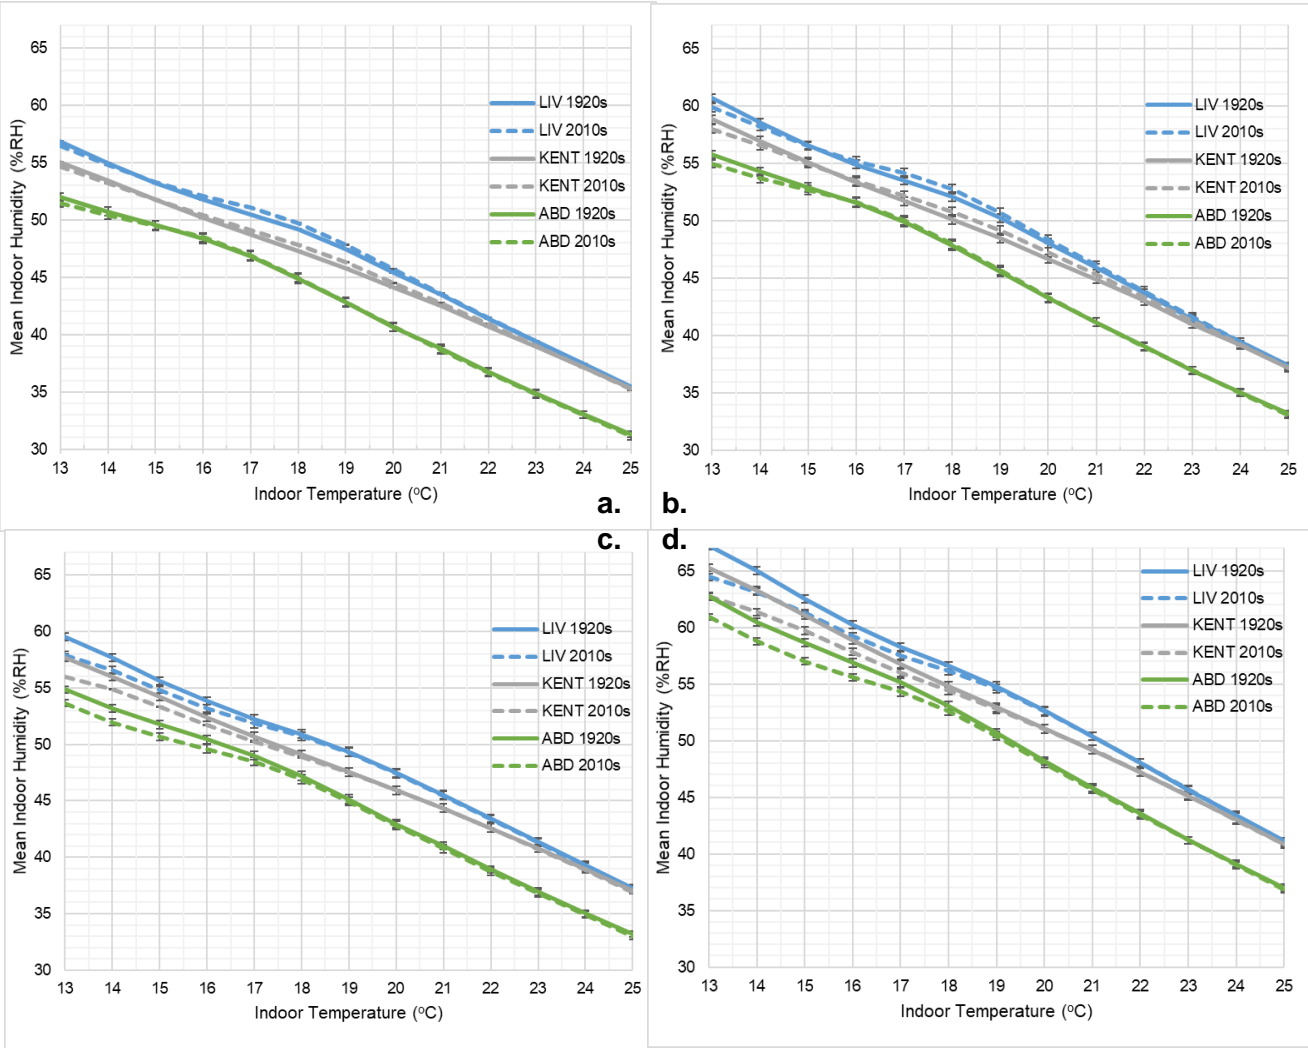 65
60
55
50
45
40
35
30
Mean Indoor Humidity (%RH)
LIV 1920s
LIV 2010s
KENT 1920s
KENT 2010s
ABD 1920s
ABD 2010s
13 14 15 16 17 18 19 20 21 22 23 24 25
Indoor Temperature (oC)
a.
65
60
55
50
45
40
35
30
Mean Indoor Humidity (%RH)
LIV 1920s
LIV 2010s
KENT 1920s
KENT 2010s
ABD 1920s
ABD 2010s
13 14 15 16 17 18 19 20 21 22 23 24 25
Indoor Temperature (oC)
b.
c.
65
60
55
50
45
40
35
30
Mean Indoor Humidity (%RH)
LIV 1920s
LIV 2010s
KENT 1920s
KENT 2010s
ABD 1920s
ABD 2010s
13 14 15 16 17 18 19 20 21 22 23 24 25
Indoor Temperature (oC)
d.
65
60
55
50
45
40
35
30
Mean Indoor Humidity (%RH)
LIV 1920s
LIV 2010s
KENT 1920s
KENT 2010s
ABD 1920s
ABD 2010s
13 14 15 16 17 18 19 20 21 22 23 24 25
Indoor Temperature (oC)